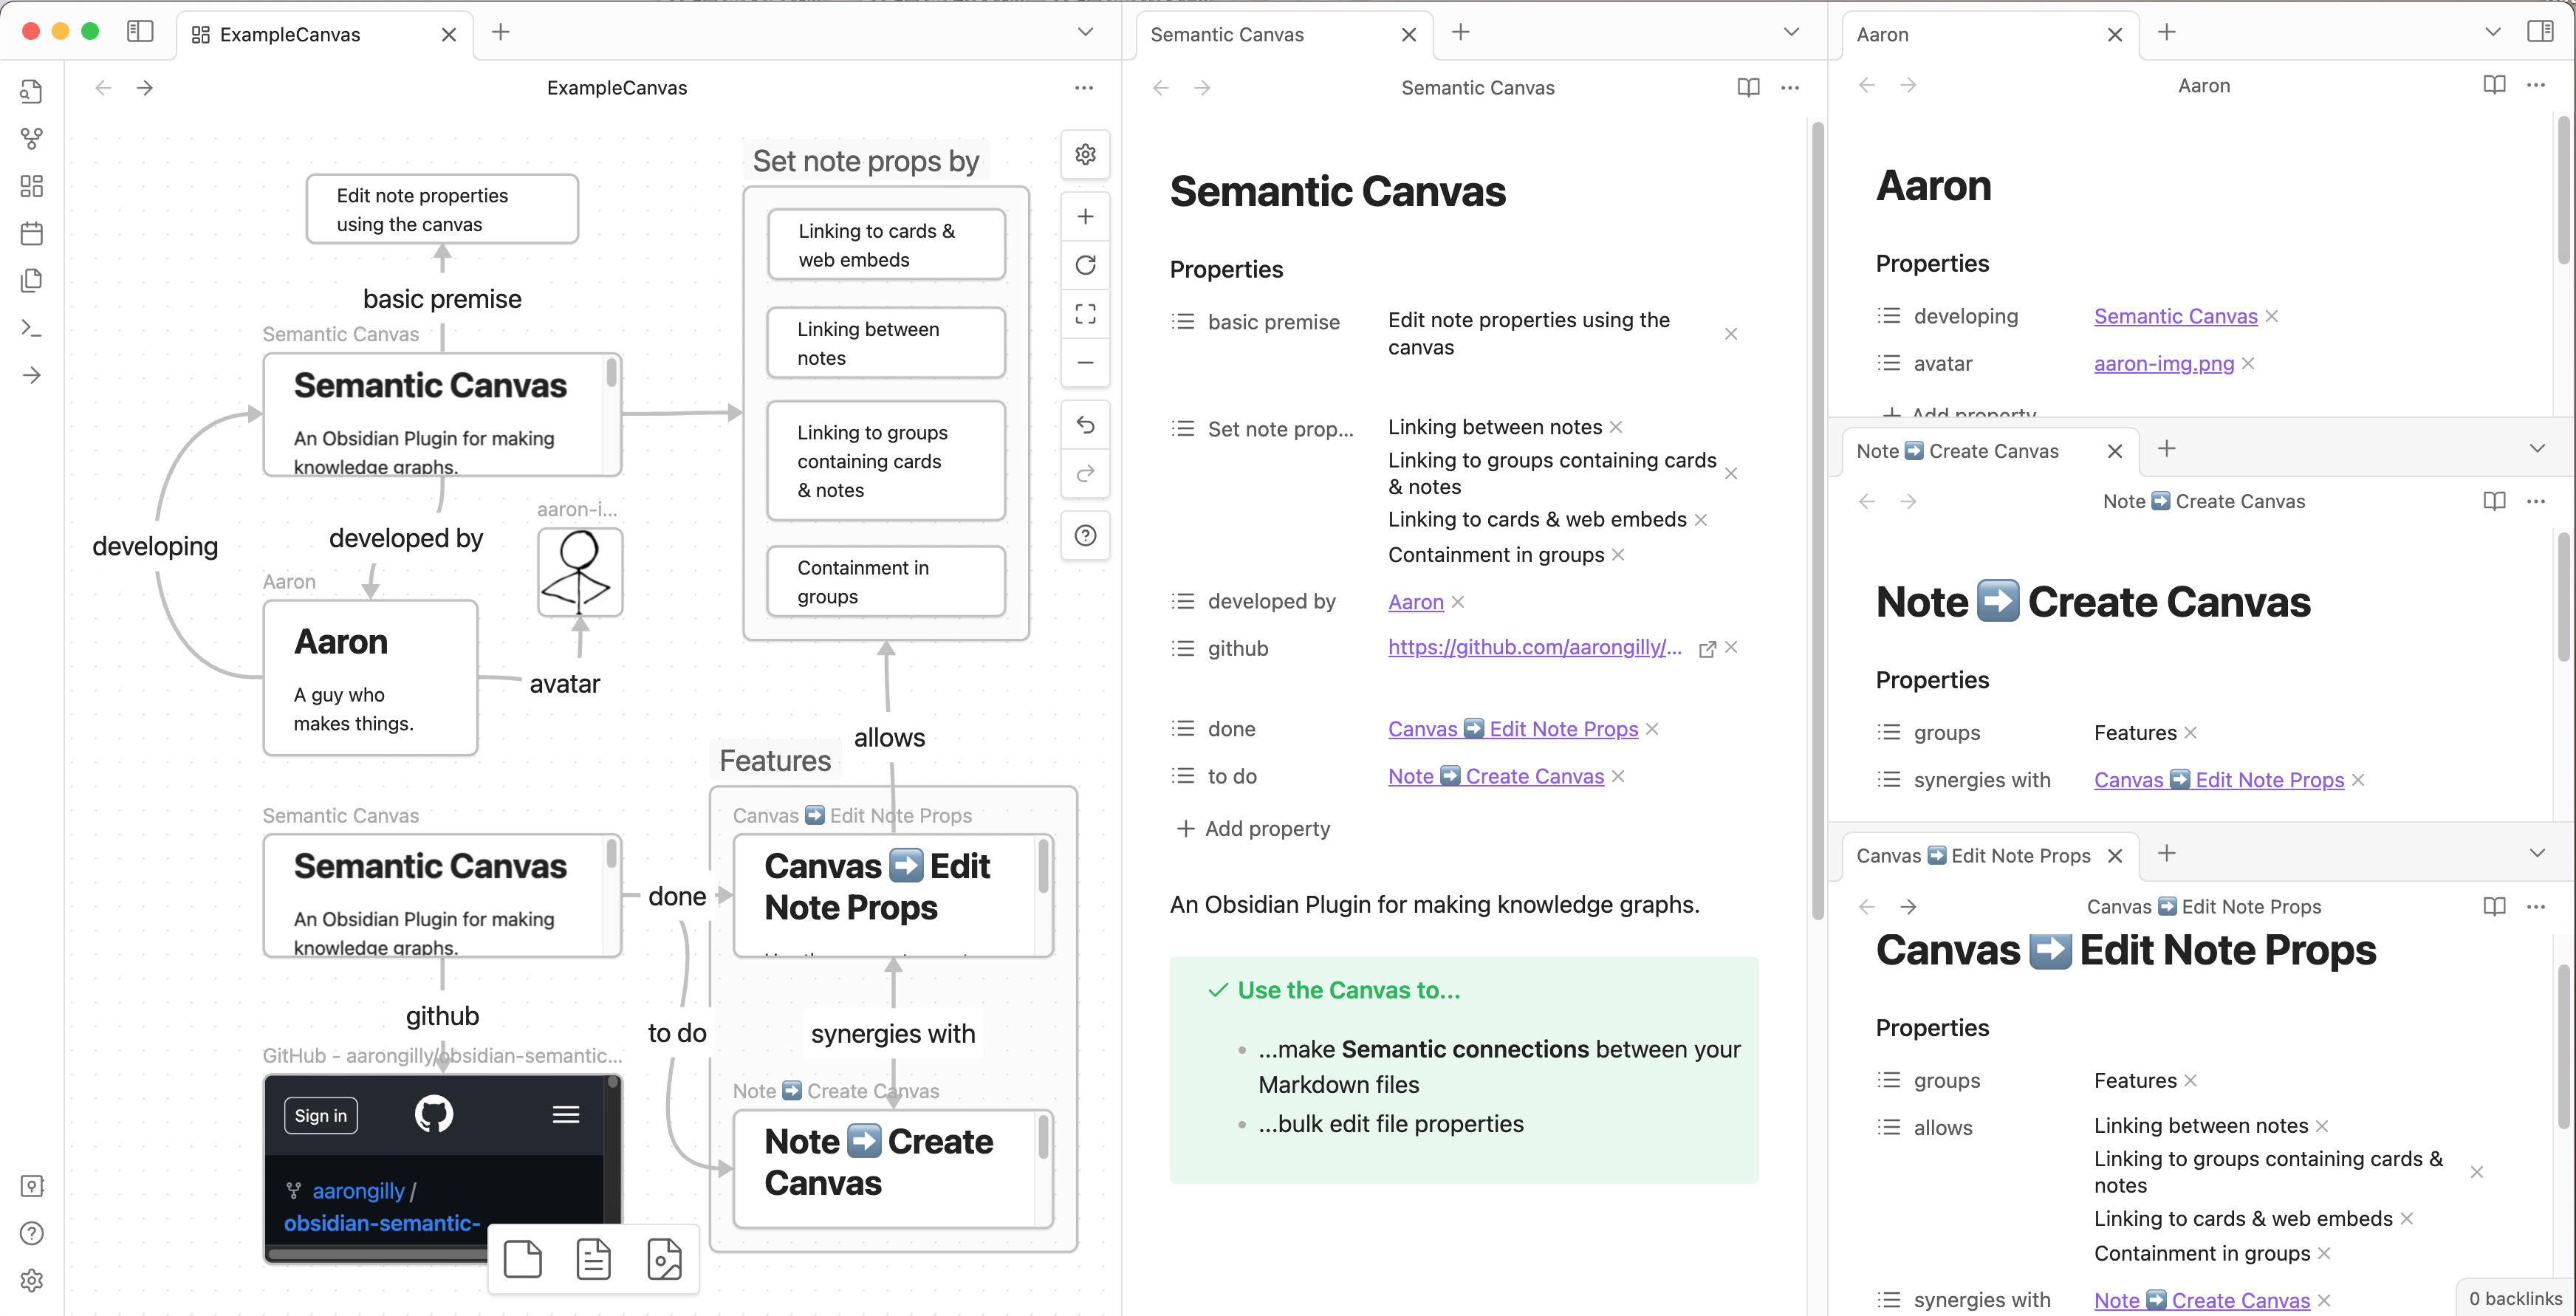 ExampleCanvas
ExampleCanvas
Edit note properties
using the canvas
basic premise
Semantic Canvas
Semantic Canvas
An Obsidian Plugin for making
knowledge graphs.
developing
developed by
Aaron
Aaron
A guy who
makes things.
aaron-i...
avatar
Set note props by
Linking to cards &
web embeds
Linking between
notes
Linking to groups
containing cards
& notes
Containment in
groups
allows
Features
Semantic Canvas
Semantic Canvas
An Obsidian Plugin for making
knowledge graphs.
done
to do
github
GitHub - aarongilly/obsidian-semantic...
Sign in
aarongilly /
obsidian-semantic-
Canvas ➡️ Edit Note Props
Canvas ➡️ Edit
Note Props
synergies with
Note ➡️ Create Canvas
Note ➡️ Create
Canvas
Semantic Canvas
Semantic Canvas
Semantic Canvas
Properties
basic premise
Edit note properties using the
canvas
Set note prop...
Linking between notes
Linking to groups containing cards
& notes
Linking to cards & web embeds
Containment in groups
developed by
Aaron
github
https://github.com/aarongilly/...
done
Canvas ➡️ Edit Note Props
to do
Note ➡️ Create Canvas
Add property
An Obsidian Plugin for making knowledge graphs.
Use the Canvas to...
• ...make Semantic connections between your
Markdown files
• ...bulk edit file properties
Aaron
Aaron
Aaron
Properties
developing
Semantic Canvas
avatar
aaron-img.png
Add property
Note ➡️ Create Canvas
Note ➡️ Create Canvas
Note ➡️ Create Canvas
Properties
groups
Features
synergies with
Canvas ➡️ Edit Note Props
Canvas ➡️ Edit Note Props
Canvas ➡️ Edit Note Props
Canvas ➡️ Edit Note Props
Properties
groups
Features
allows
Linking between notes
Linking to groups containing cards &
notes
Linking to cards & web embeds
Containment in groups
synergies with
Note ➡️ Create Canvas
0 backlinks